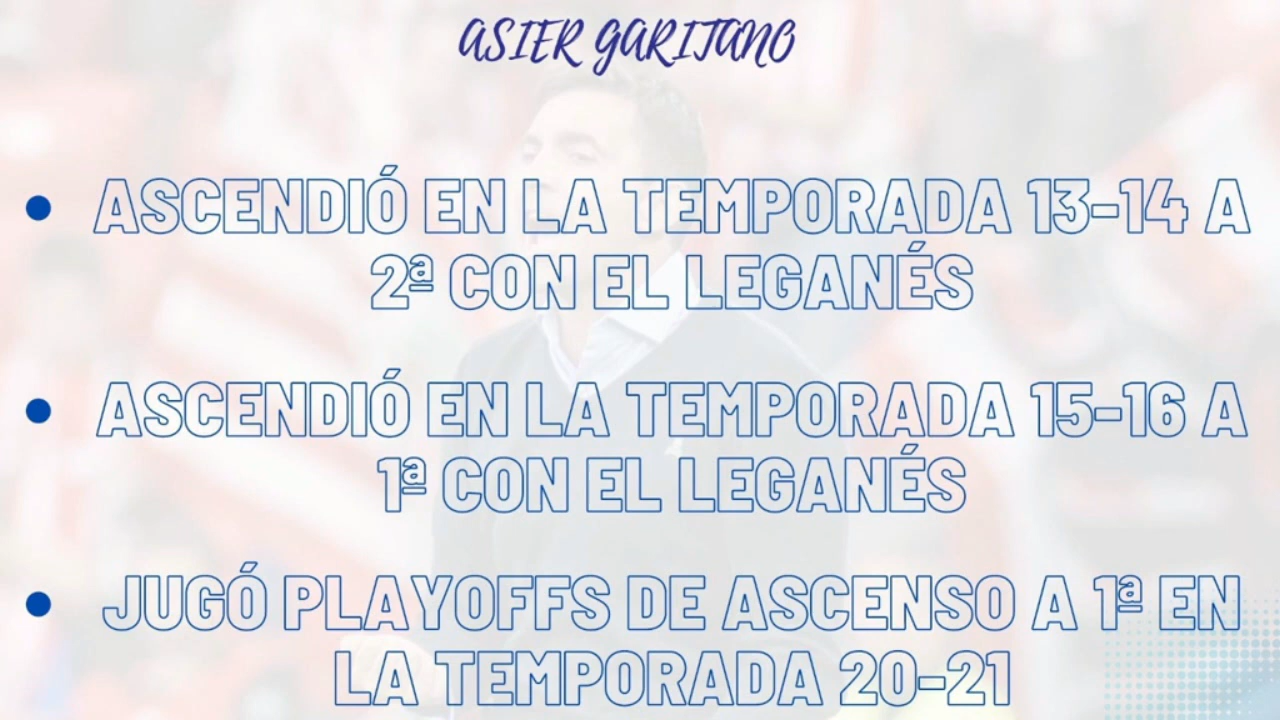 ASIER GARITANO
• ASCENDIÓ EN LA TEMPORADA 13-14 A
2ª CON EL LEGANÉS
• ASCENDIÓ EN LA TEMPORADA 15-16 A
1ª CON EL LEGANÉS
• JUGÓ PLAYOFFS DE ASCENSO A 1ª EN
LA TEMPORADA 20-21